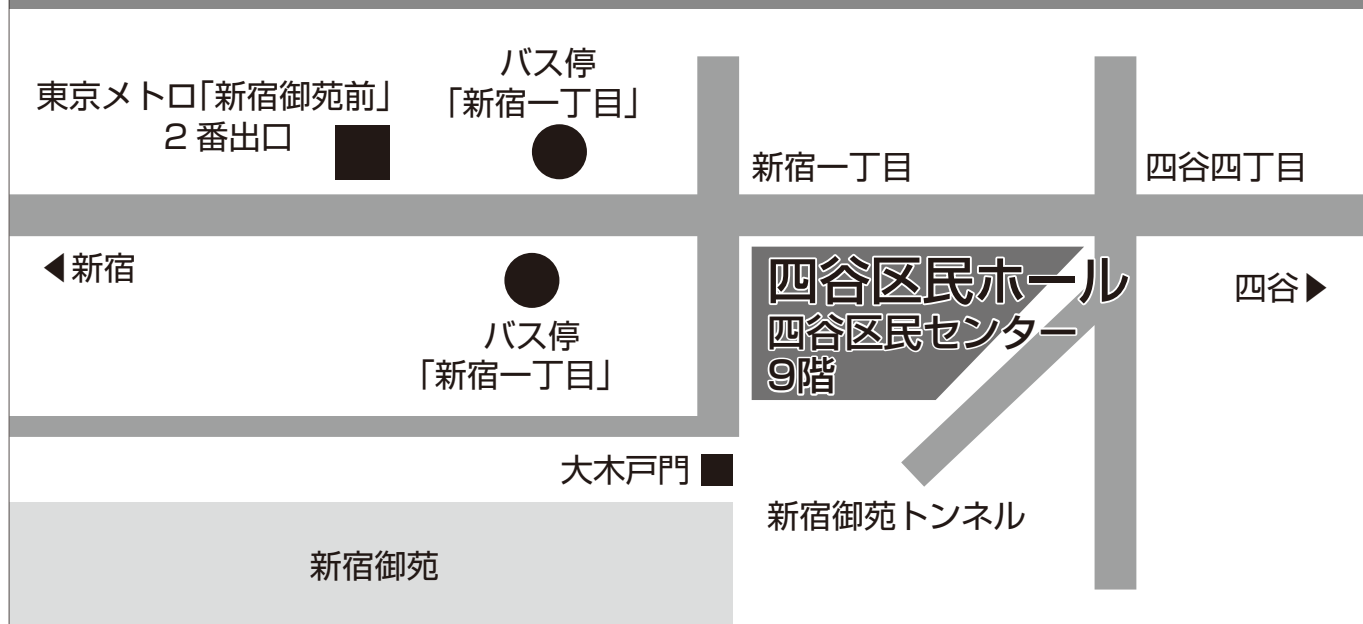 バス停
「新宿一丁目」
東京メトロ「新宿御苑前」
2番出口
新宿一丁目
四谷四丁目
◀新宿
四谷区民ホール
四谷区民センター
9階
四谷▶
バス停
「新宿一丁目」
大木戸門
新宿御苑トンネル
新宿御苑